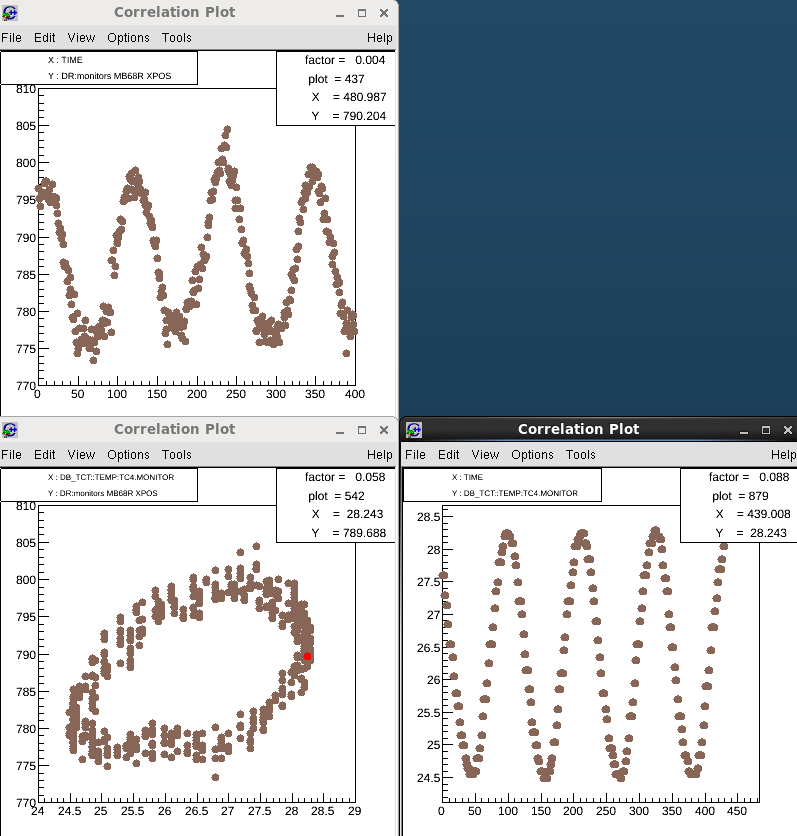 Correlation Plot
File Edit View Options Tools Help
X : TIME
Y : DR:monitors MB68R XPOS
factor = 0.004
plot = 437
X = 480.987
Y = 790.204
810
805
800
795
790
785
780
775
770
0 50 100 150 200 250 300 350 400
Correlation Plot
File Edit View Options Tools Help
X : DB_TCT::TEMP:TC4.MONITOR
Y : DR:monitors MB68R XPOS
factor = 0.058
plot = 542
X = 28.243
Y = 789.688
810
805
800
795
790
785
780
775
770
24 24.5 25 25.5 26 26.5 27 27.5 28 28.5 29
Correlation Plot
File Edit View Options Tools Help
X : TIME
Y : DB_TCT::TEMP:TC4.MONITOR
factor = 0.088
plot = 879
X = 439.008
Y = 28.243
28.5
28
27.5
27
26.5
26
25.5
25
24.5
0 50 100 150 200 250 300 350 400 450